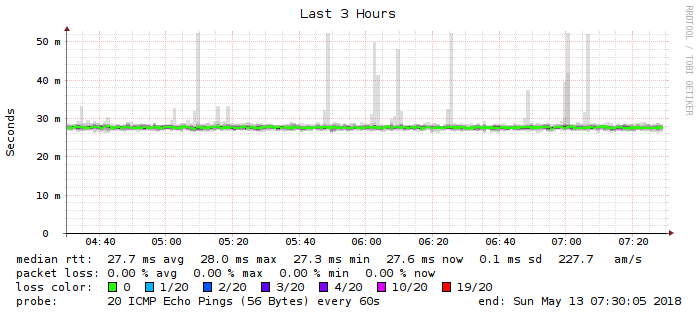 Last 3 Hours
RRDTOOL / TOBI OETIKER
Seconds
50 m
40 m
30 m
20 m
10 m
0
04:40 05:00 05:20 05:40 06:00 06:20 06:40 07:00 07:20
median rtt: 27.7 ms avg 28.0 ms max 27.3 ms min 27.6 ms now 0.1 ms sd 227.7 am/s
packet loss: 0.00 % avg 0.00 % max 0.00 % min 0.00 % now
loss color: 0 1/20 2/20 3/20 4/20 10/20 19/20
probe: 20 ICMP Echo Pings (56 Bytes) every 60s end: Sun May 13 07:30:05 2018